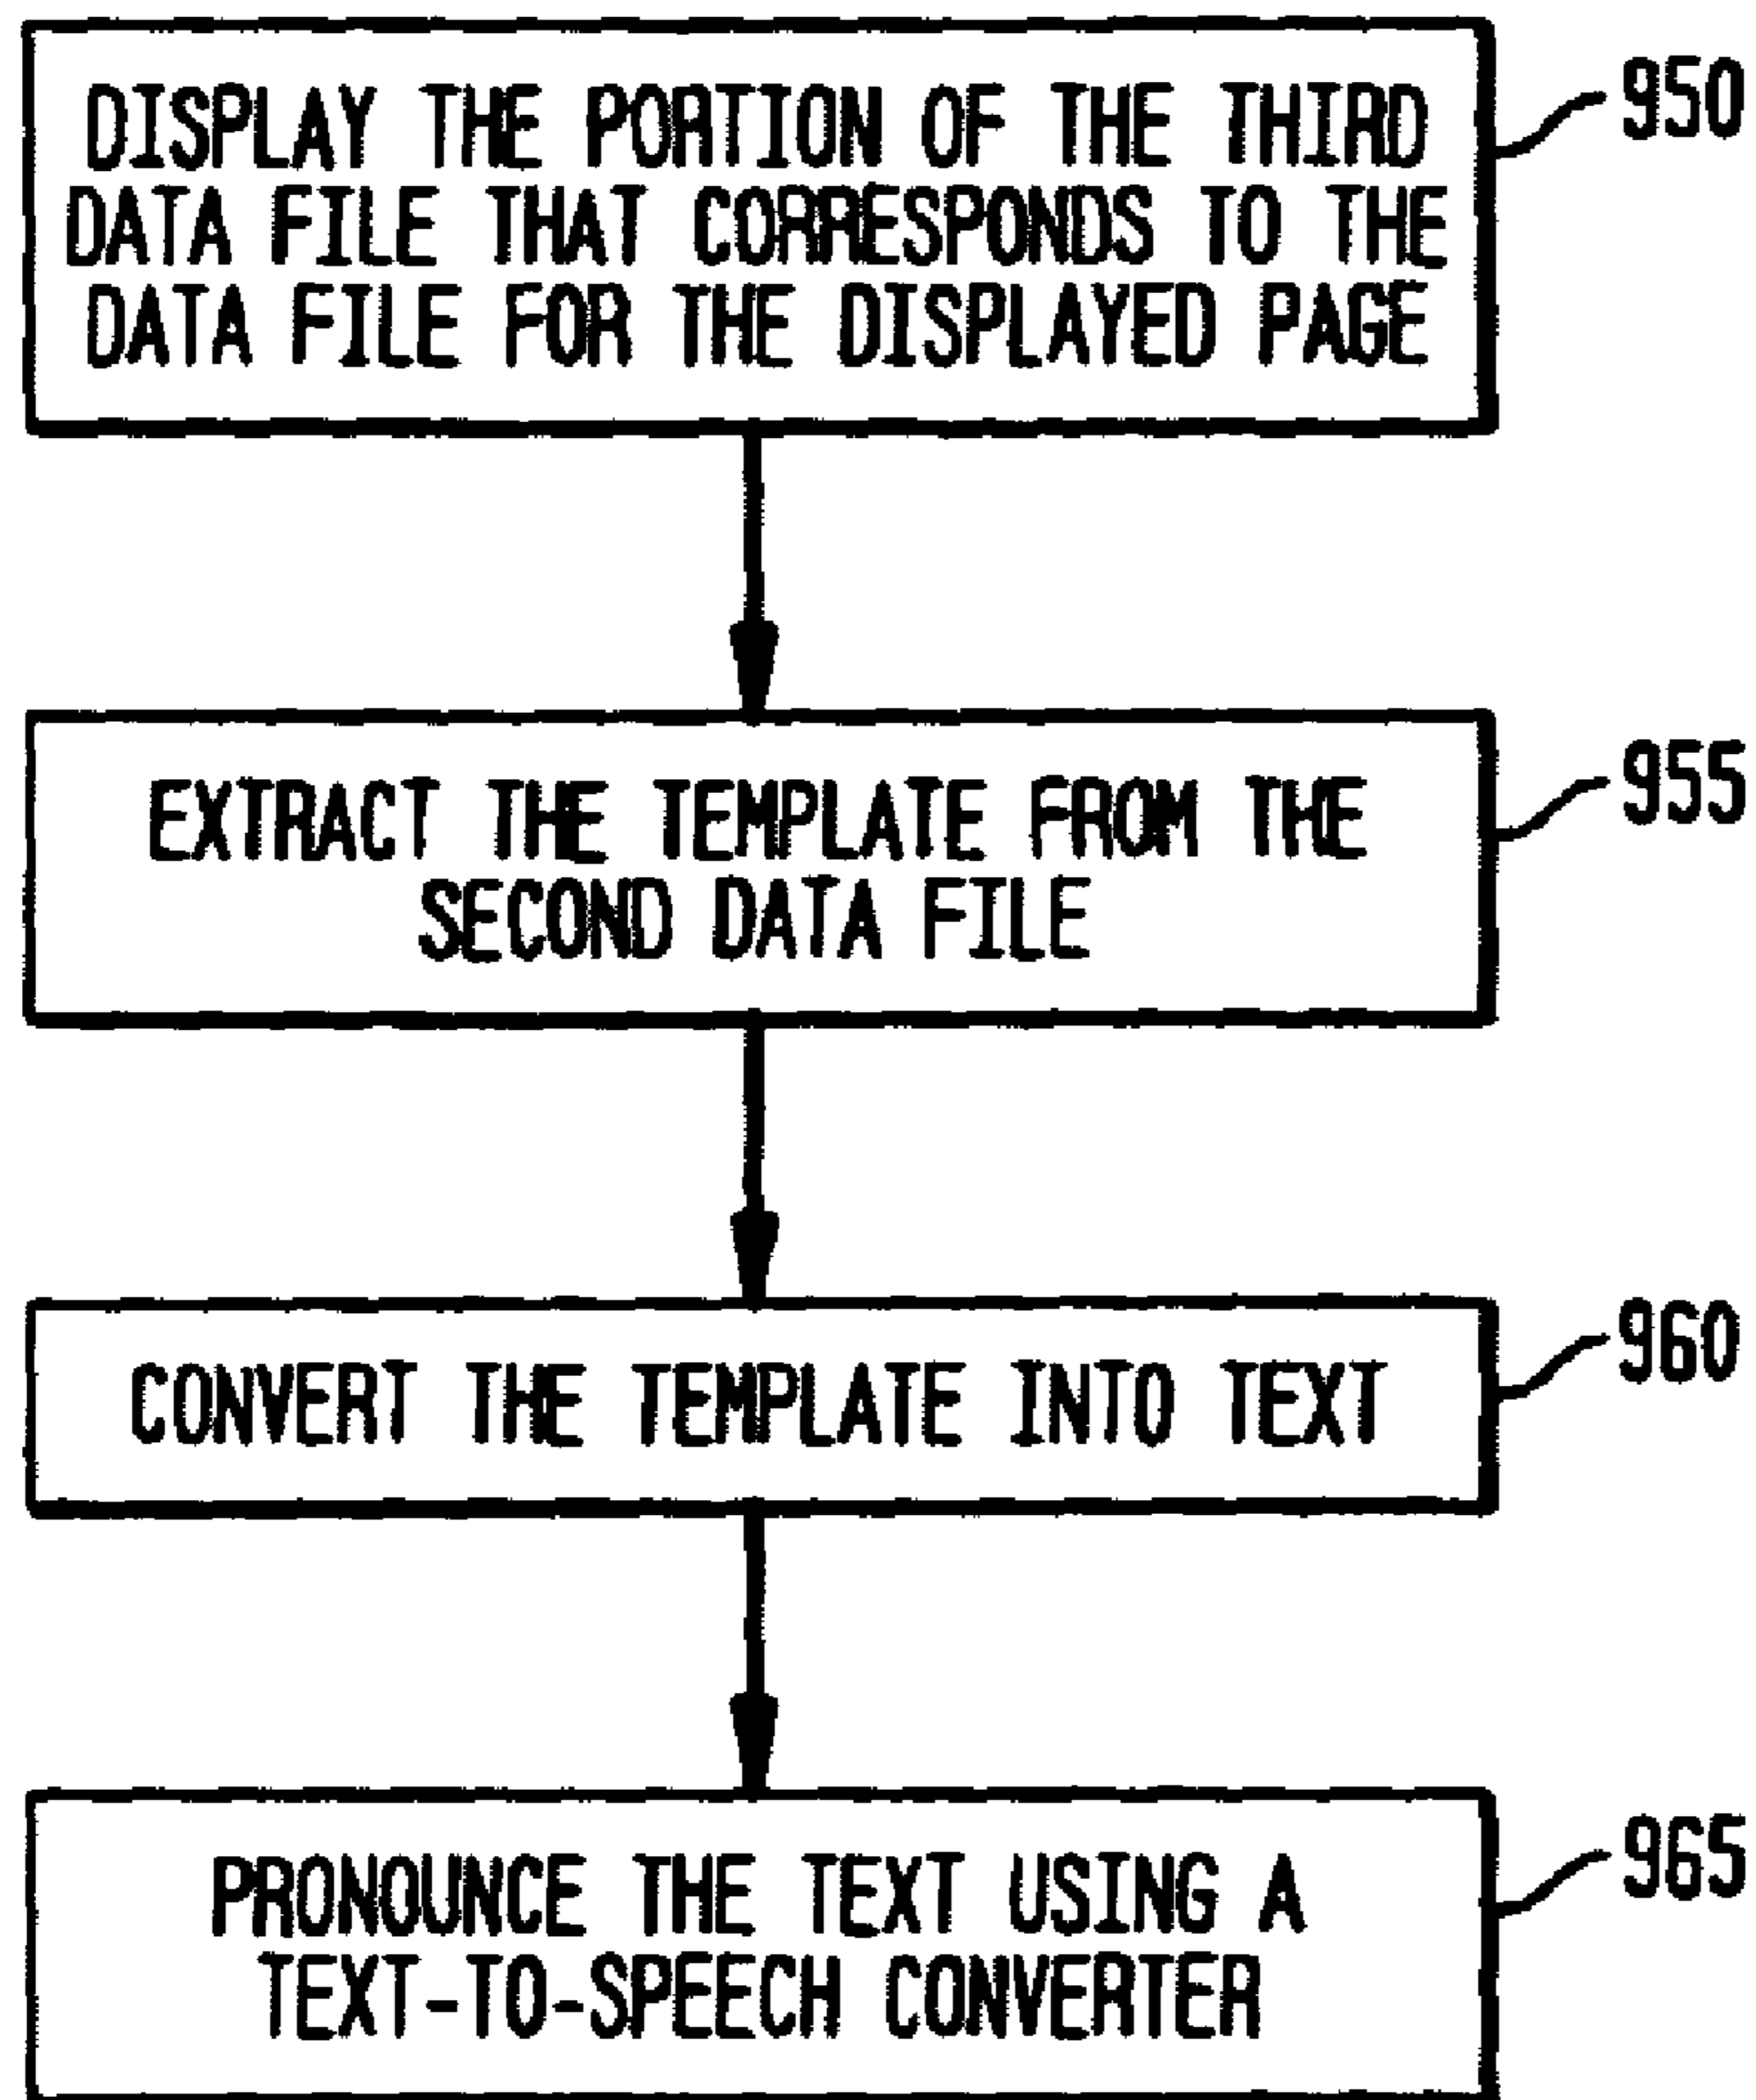 DISPLAY THE PORTION OF THE THIRD
DATA FILE THAT CORRESPONDS TO THE
DATA FILE FOR THE DISPLAYED PAGE
950
EXTRACT THE TEMPLATE FROM THE
SECOND DATA FILE
955
CONVERT THE TEMPLATE INTO TEXT
960
PRONOUNCE THE TEXT USING A
TEXT-TO-SPEECH CONVERTER
965